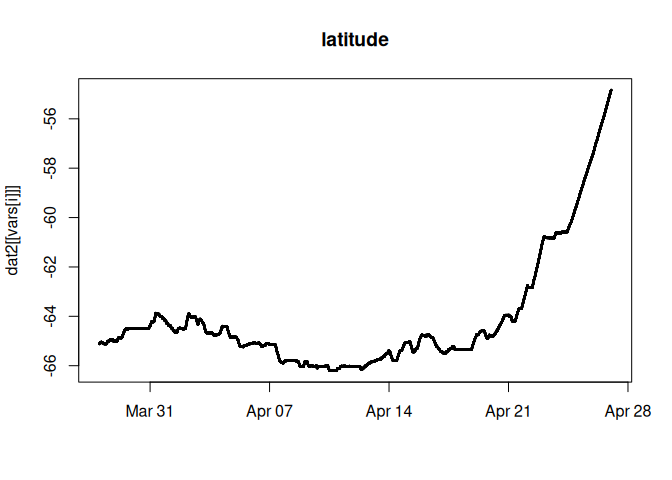 latitude
dat2[[vars[i]]]
-56
-58
-60
-62
-64
-66
Mar 31
Apr 07
Apr 14
Apr 21
Apr 28